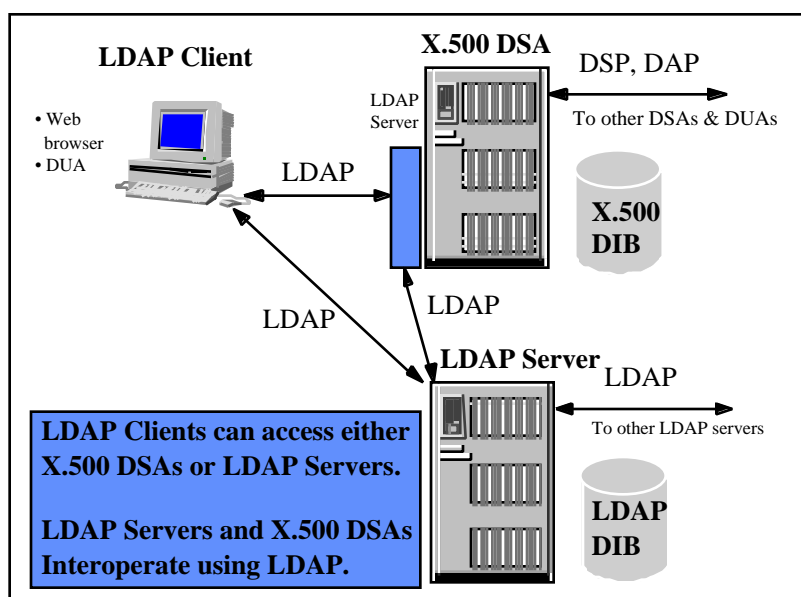 X.500 DSA
LDAP Client
DSP, DAP
LDAP
Server
To other DSAs & DUAs
• Web
browser
• DUA
LDAP
X.500
DIB
LDAP
LDAP
LDAP Server
LDAP
To other LDAP servers
LDAP Clients can access either
X.500 DSAs or LDAP Servers.
LDAP Servers and X.500 DSAs
Interoperate using LDAP.
LDAP
DIB